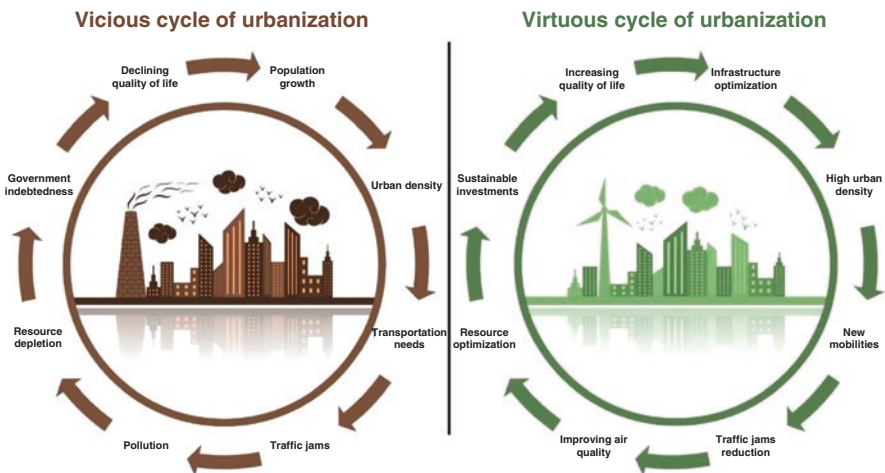 Vicious cycle of urbanization
Declining
quality of life
Population
growth
Urban density
Transportation
needs
Traffic jams
Pollution
Resource
depletion
Government
indebtedness
Virtuous cycle of urbanization
Increasing
quality of life
Infrastructure
optimization
High urban
density
New
mobilities
Traffic jams
reduction
Improving air
quality
Resource
optimization
Sustainable
investments